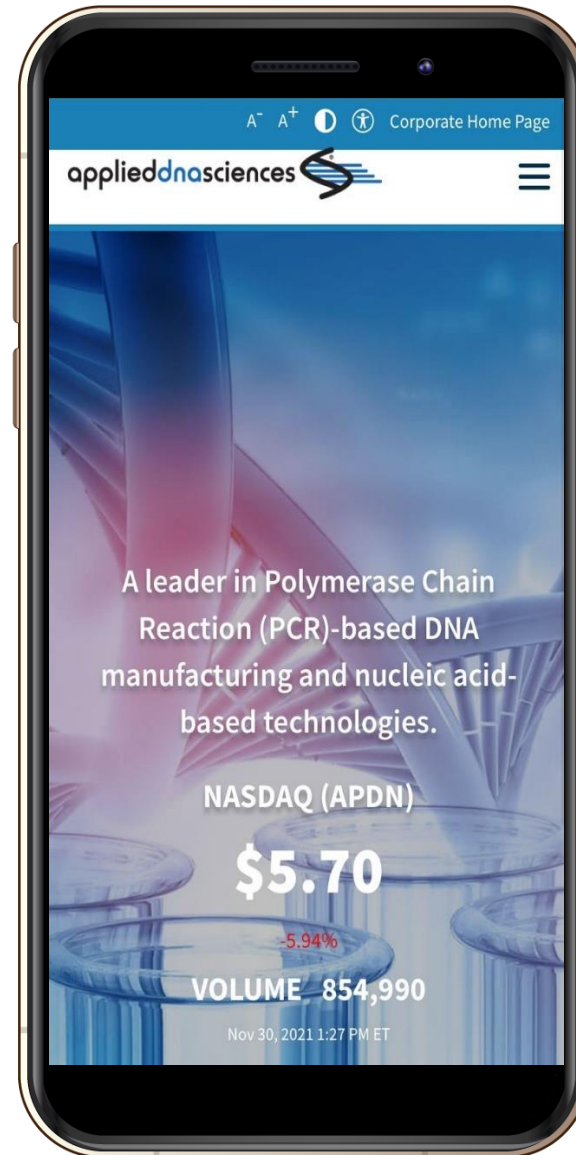 A- A+ Corporate Home Page
applieddnasciences
A leader in Polymerase Chain
Reaction (PCR)-based DNA
manufacturing and nucleic acid-
based technologies.
NASDAQ (APDN)
$5.70
-5.94%
VOLUME 854,990
Nov 30, 2021 1:27 PM ET